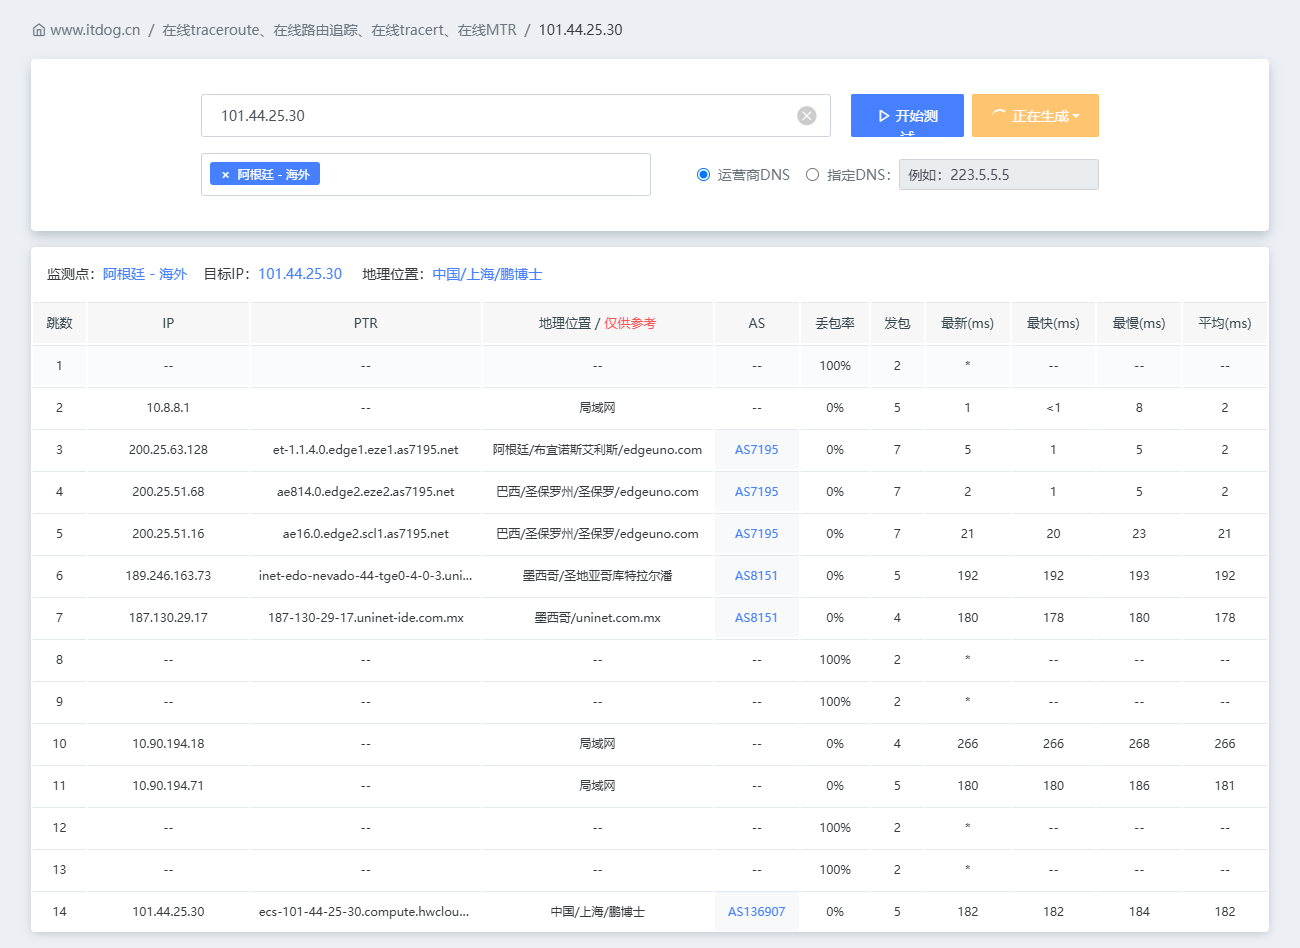 www.itdog.cn / 在线traceroute、在线路由追踪、在线tracert、在线MTR / 101.44.25.30
101.44.25.30 开始测 正在生成
× 阿根廷 - 海外 运营商DNS 指定DNS： 例如：223.5.5.5
监测点：阿根廷 - 海外 目标IP：101.44.25.30 地理位置：中国/上海/鹏博士
跳数 IP PTR 地理位置 / 仅供参考 AS 丢包率 发包 最新(ms) 最快(ms) 最慢(ms) 平均(ms)
1 -- -- -- -- 100% 2 * -- -- --
2 10.8.8.1 -- 局域网 -- 0% 5 1 <1 8 2
3 200.25.63.128 et-1.1.4.0.edge1.eze1.as7195.net 阿根廷/布宜诺斯艾利斯/edgeuno.com AS7195 0% 7 5 1 5 2
4 200.25.51.68 ae814.0.edge2.eze2.as7195.net 巴西/圣保罗州/圣保罗/edgeuno.com AS7195 0% 7 2 1 5 2
5 200.25.51.16 ae16.0.edge2.scl1.as7195.net 巴西/圣保罗州/圣保罗/edgeuno.com AS7195 0% 7 21 20 23 21
6 189.246.163.73 inet-edo-nevado-44-tge0-4-0-3.uni... 墨西哥/圣地亚哥库特拉尔潘 AS8151 0% 5 192 192 193 192
7 187.130.29.17 187-130-29-17.uninet-ide.com.mx 墨西哥/uninet.com.mx AS8151 0% 4 180 178 180 178
8 -- -- -- -- 100% 2 * -- -- --
9 -- -- -- -- 100% 2 * -- -- --
10 10.90.194.18 -- 局域网 -- 0% 4 266 266 268 266
11 10.90.194.71 -- 局域网 -- 0% 5 180 180 186 181
12 -- -- -- -- 100% 2 * -- -- --
13 -- -- -- -- 100% 2 * -- -- --
14 101.44.25.30 ecs-101-44-25-30.compute.hwclou... 中国/上海/鹏博士 AS136907 0% 5 182 182 184 182